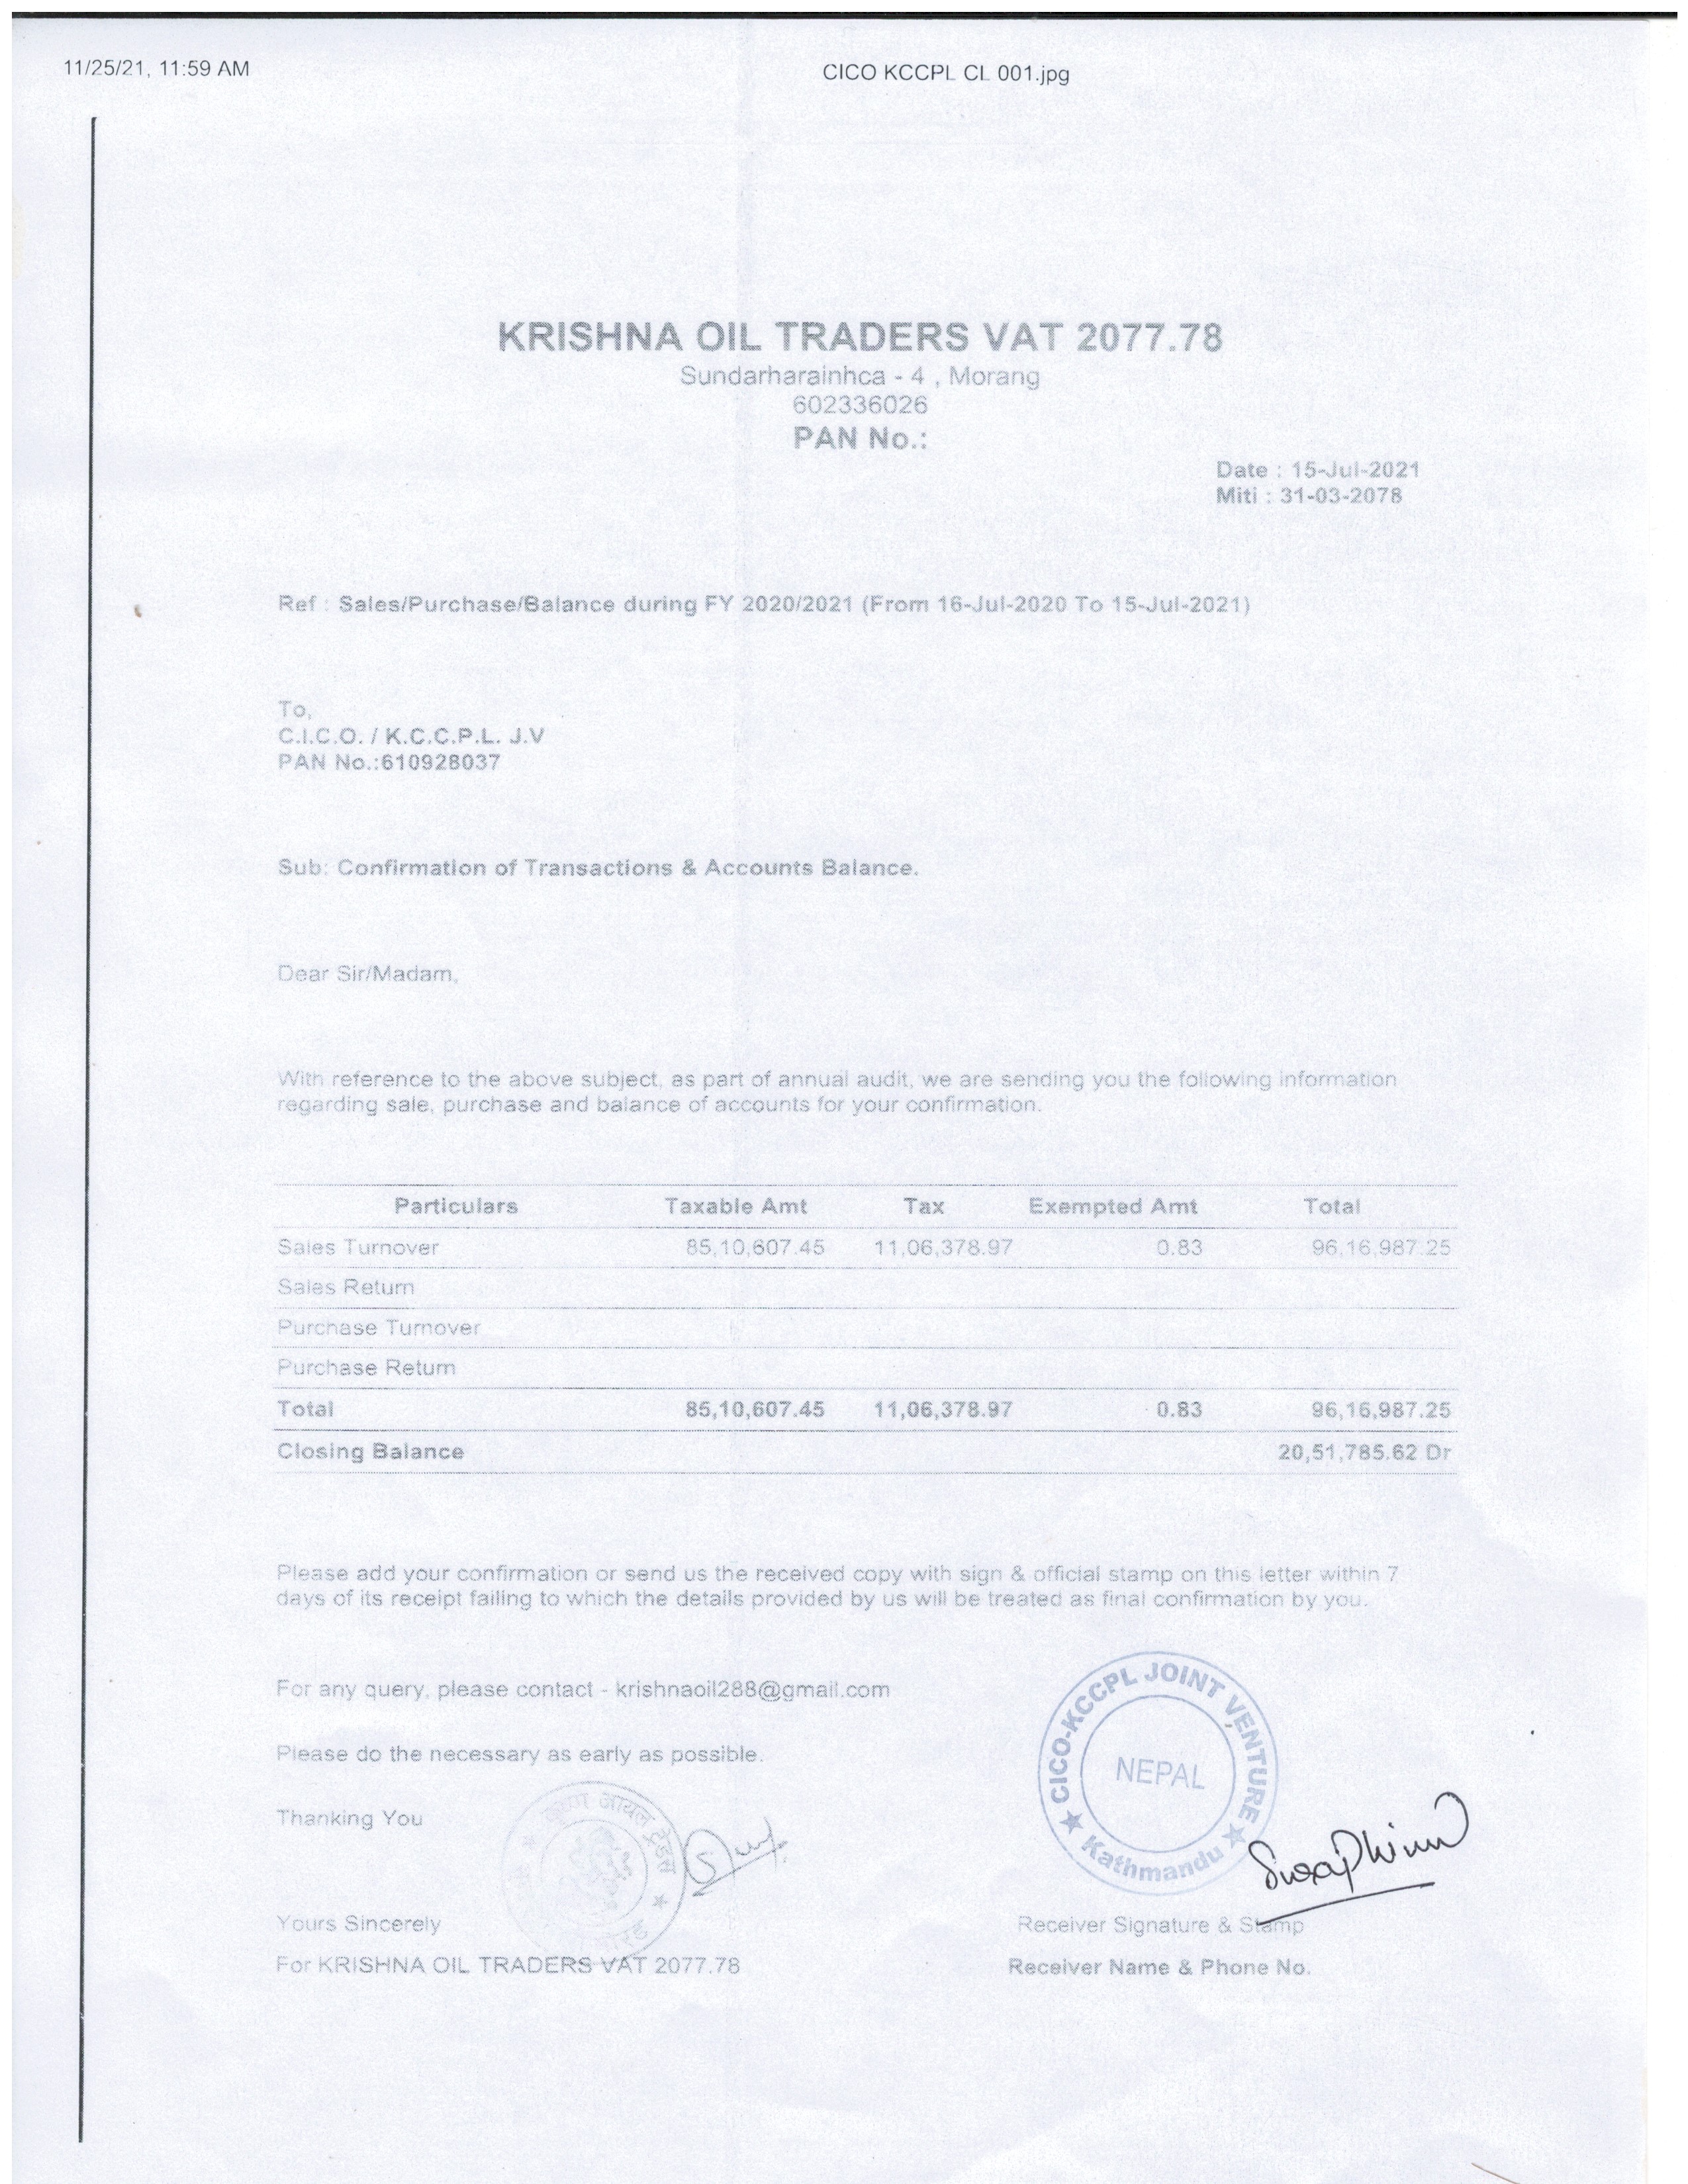 11/25/21, 11:59 AM
CICO KCCPL CL 001.jpg
KRISHNA OIL TRADERS VAT 2077.78
Sundarharainhca - 4 , Morang
602336026
PAN No.:
Date : 15-Jul-2021
Miti : 31-03-2078
Ref : Sales/Purchase/Balance during FY 2020/2021 (From 16-Jul-2020 To 15-Jul-2021)
To,
C.I.C.O. / K.C.C.P.L. J.V
PAN No.:610928037
Sub: Confirmation of Transactions & Accounts Balance.
Dear Sir/Madam,
With reference to the above subject, as part of annual audit, we are sending you the following information
regarding sale, purchase and balance of accounts for your confirmation.
Particulars Taxable Amt Tax Exempted Amt Total
Sales Turnover 85,10,607.45 11,06,378.97 0.83 96,16,987.25
Sales Return
Purchase Turnover
Purchase Return
Total 85,10,607.45 11,06,378.97 0.83 96,16,987.25
Closing Balance 20,51,785.62 Dr
Please add your confirmation or send us the received copy with sign & official stamp on this letter within 7
days of its receipt failing to which the details provided by us will be treated as final confirmation by you.
For any query, please contact - krishnaoil288@gmail.com
Please do the necessary as early as possible.
Thanking You
आयल ट्रेडर्स
CICO-KCCPL JOINT VENTURE
NEPAL
Kathmandu
Yours Sincerely
Receiver Signature & Stamp
For KRISHNA OIL TRADERS VAT 2077.78
Receiver Name & Phone No.